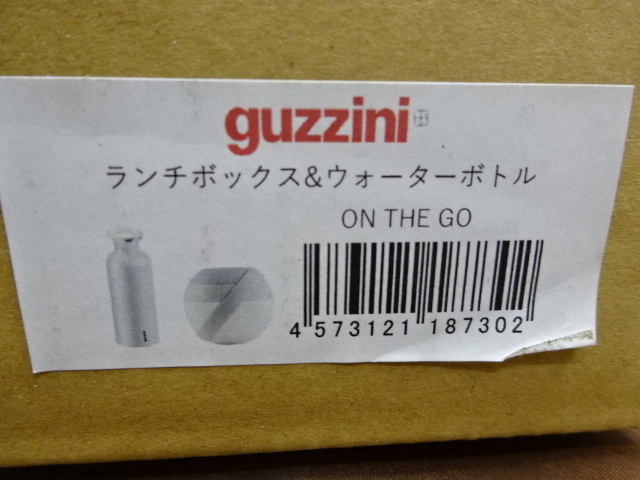 guzzini
ランチボックス&ウォーターボトル
ON THE GO
4 573121 187302